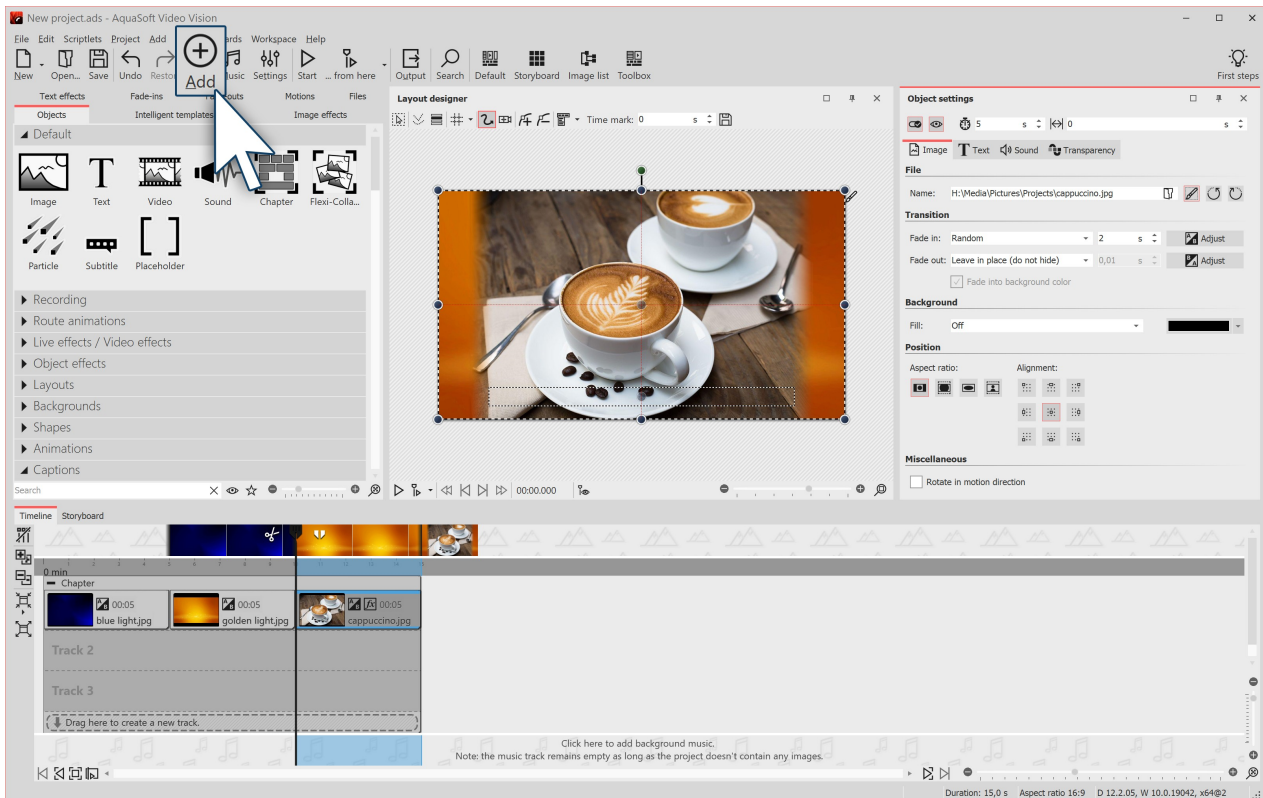 New project.ads - AquaSoft Video Vision
File Edit Scriptlets Project Add ards Workspace Help
New Open... Save Undo Resto Add usic Settings Start ... from here Output Search Default Storyboard Image list Toolbox First steps
Text effects Fade-ins outs Motions Files
Objects Intelligent templates Image effects
Default
Image Text Video Sound Chapter Flexi-Colla...
Particle Subtitle Placeholder
Recording
Route animations
Live effects / Video effects
Object effects
Layouts
Backgrounds
Shapes
Animations
Captions
Search
Layout designer
Time mark: 0 s
00:00.000
Object settings
5 s 0 s
Image Text Sound Transparency
File
Name: H:\Media\Pictures\Projects\cappuccino.jpg
Transition
Fade in: Random 2 s Adjust
Fade out: Leave in place (do not hide) 0,01 s Adjust
Fade into background color
Background
Fill: Off
Position
Aspect ratio: Alignment:
Miscellaneous
Rotate in motion direction
Timeline Storyboard
0 min
Chapter
00:05 00:05 fx 00:05
blue light.jpg golden light.jpg cappuccino.jpg
Track 2
Track 3
Drag here to create a new track.
Click here to add background music.
Note: the music track remains empty as long as the project doesn't contain any images.
Duration: 15,0 s Aspect ratio 16:9 D 12.2.05, W 10.0.19042, x64@2